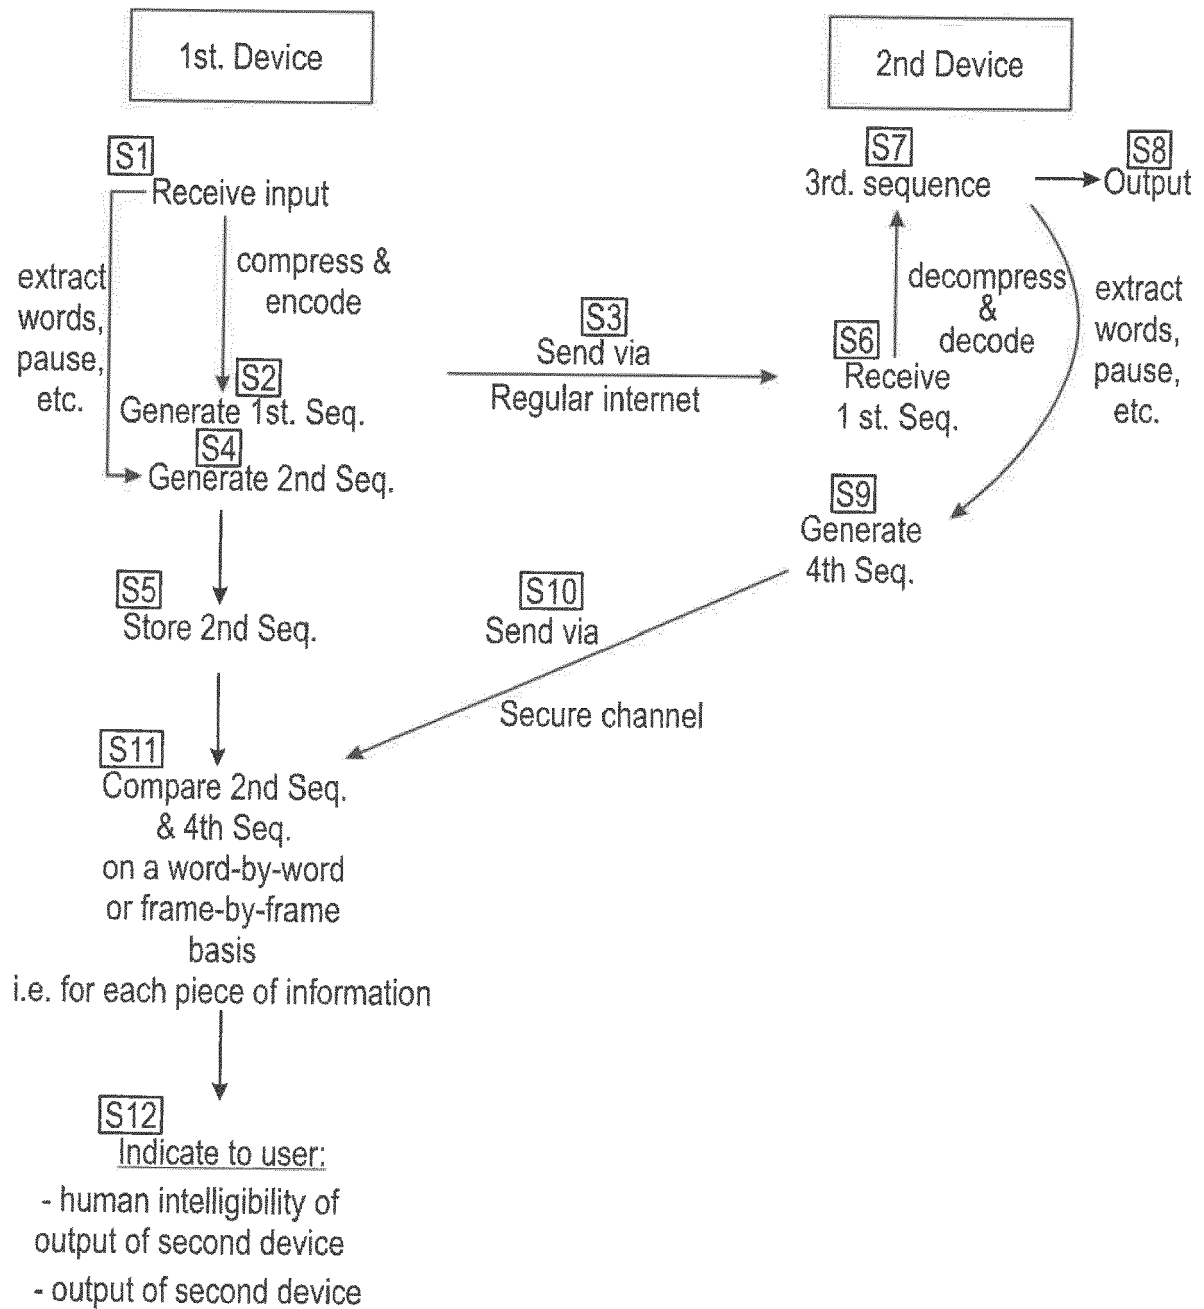 1st. Device
2nd Device
S1
Receive input
extract
words,
pause,
etc.
compress &
encode
S2
Generate 1st. Seq.
S4
Generate 2nd Seq.
S3
Send via
Regular internet
S7
3rd. sequence
S8
Output
decompress
&
decode
extract
words,
pause,
etc.
S6
Receive
1 st. Seq.
S9
Generate
4th Seq.
S5
Store 2nd Seq.
S10
Send via
Secure channel
S11
Compare 2nd Seq.
& 4th Seq.
on a word-by-word
or frame-by-frame
basis
i.e. for each piece of information
S12
Indicate to user:
- human intelligibility of
output of second device
- output of second device